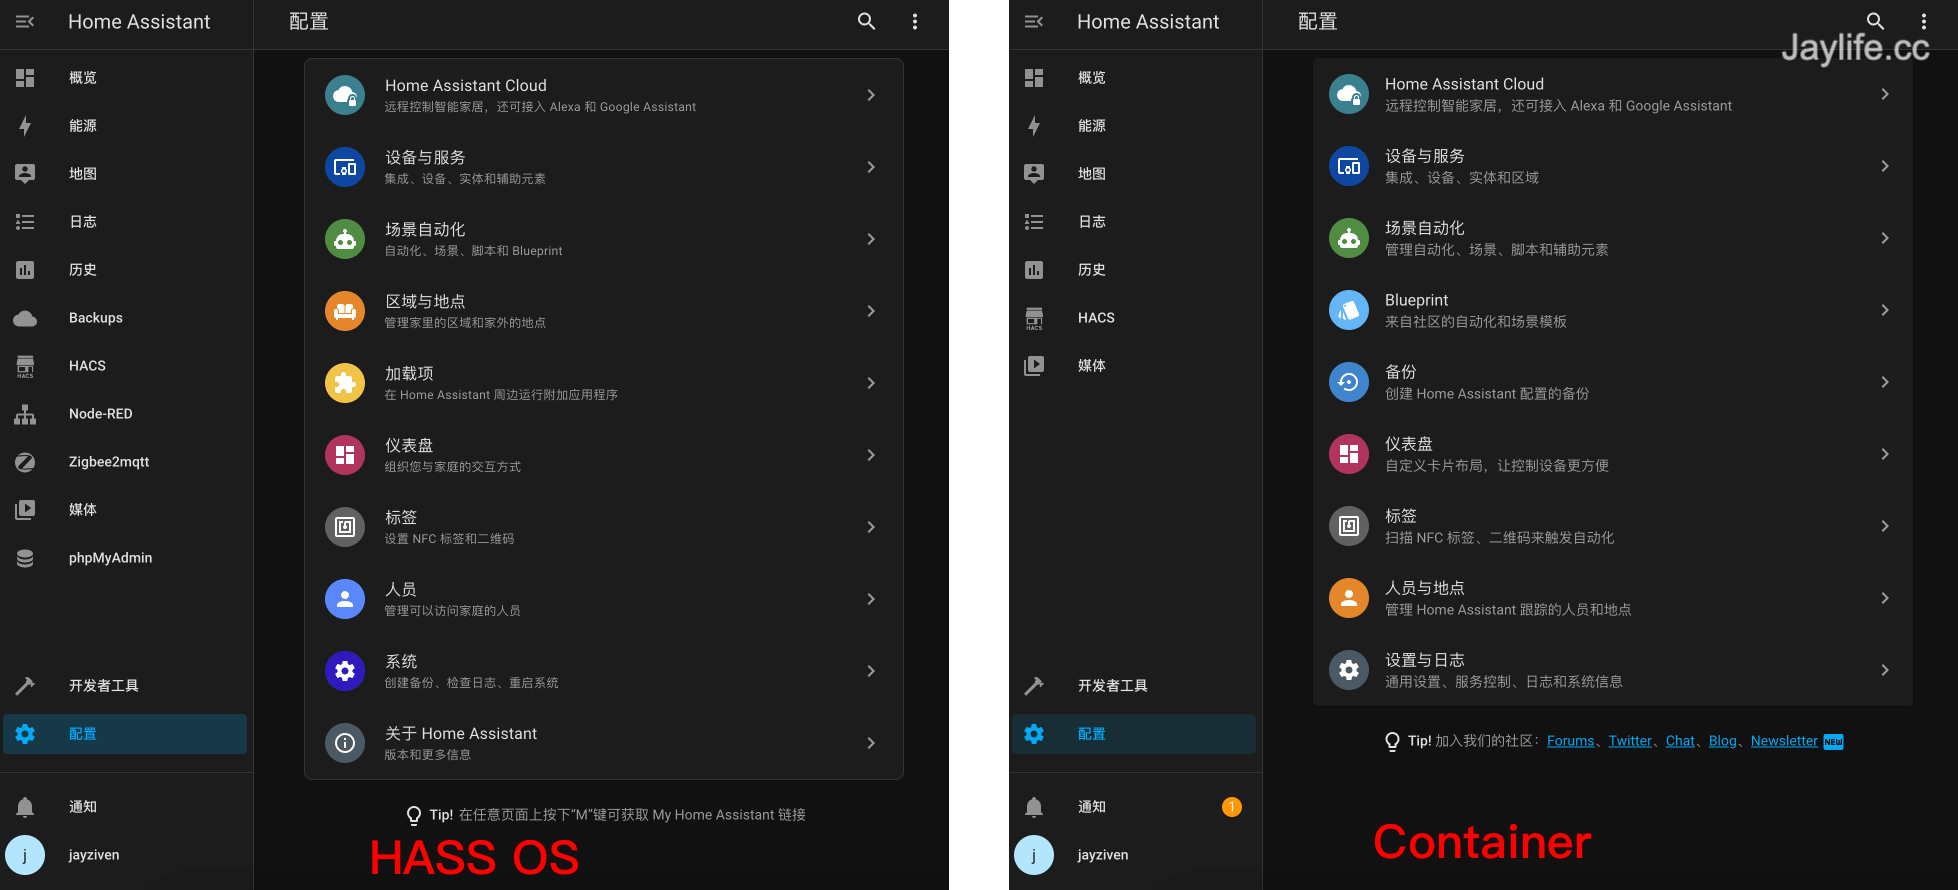 Home Assistant
概览
能源
地图
日志
历史
Backups
HACS
HACS
Node-RED
Zigbee2mqtt
媒体
phpMyAdmin
开发者工具
配置
通知
j
jayziven
配置
Home Assistant Cloud
远程控制智能家居，还可接入 Alexa 和 Google Assistant
设备与服务
集成、设备、实体和辅助元素
场景自动化
自动化、场景、脚本和 Blueprint
区域与地点
管理家里的区域和家外的地点
加载项
在 Home Assistant 周边运行附加应用程序
仪表盘
组织您与家庭的交互方式
标签
设置 NFC 标签和二维码
人员
管理可以访问家庭的人员
系统
创建备份、检查日志、重启系统
关于 Home Assistant
版本和更多信息
Tip! 在任意页面上按下“M”键可获取 My Home Assistant 链接
HASS OS
Home Assistant
概览
能源
地图
日志
历史
HACS
HACS
媒体
开发者工具
配置
通知
1
j
jayziven
配置
Jaylife.cc
Home Assistant Cloud
远程控制智能家居，还可接入 Alexa 和 Google Assistant
设备与服务
集成、设备、实体和区域
场景自动化
管理自动化、场景、脚本和辅助元素
Blueprint
来自社区的自动化和场景模板
备份
创建 Home Assistant 配置的备份
仪表盘
自定义卡片布局，让控制设备更方便
标签
扫描 NFC 标签、二维码来触发自动化
人员与地点
管理 Home Assistant 跟踪的人员和地点
设置与日志
通用设置、服务控制、日志和系统信息
Tip! 加入我们的社区：Forums、Twitter、Chat、Blog、Newsletter NEW
Container